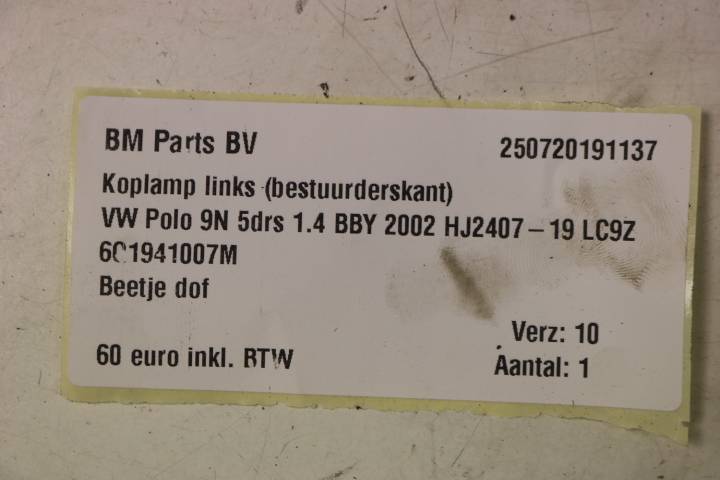 BM Parts BV 250720191137
Koplamp links (bestuurderskant)
VW Polo 9N 5drs 1.4 BBY 2002 HJ2407-19 LC9Z
6Q1941007M
Beetje dof
Verz: 10
60 euro inkl. BTW Aantal: 1